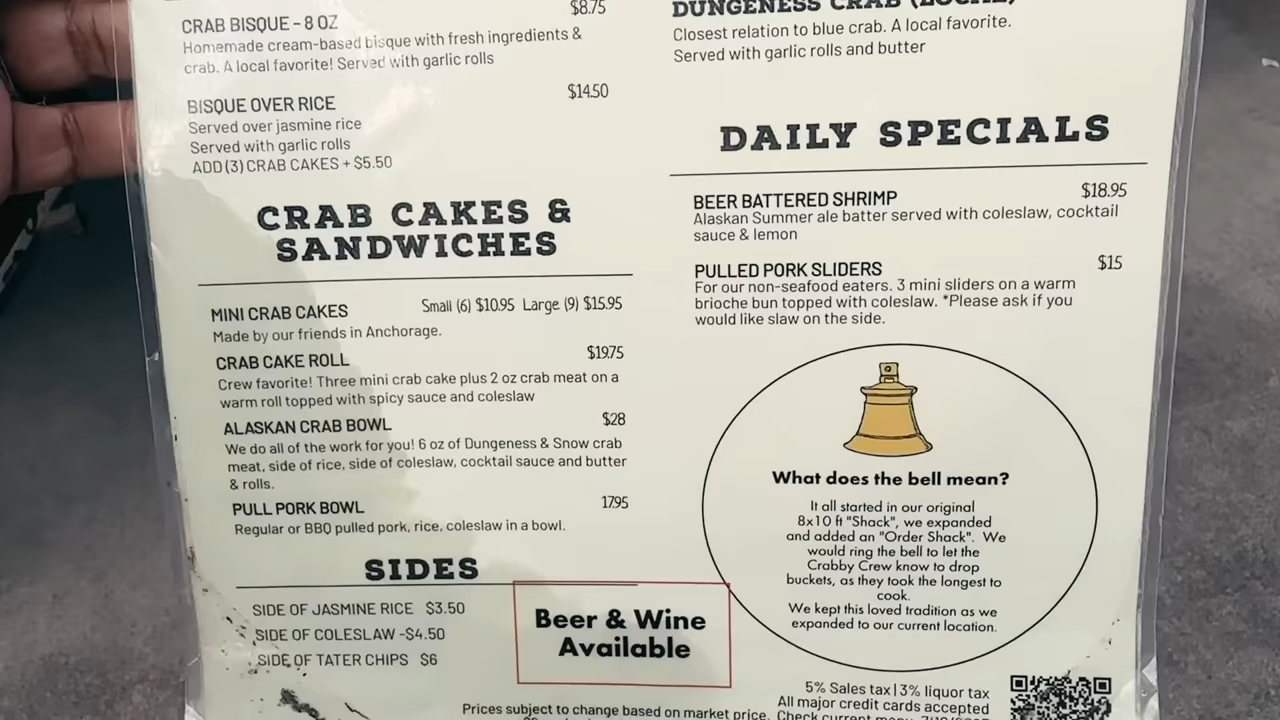 CRAB BISQUE - 8 OZ $8.75
Homemade cream-based bisque with fresh ingredients &
crab. A local favorite! Served with garlic rolls
BISQUE OVER RICE $14.50
Served over jasmine rice
Served with garlic rolls
ADD (3) CRAB CAKES + $5.50
CRAB CAKES &
SANDWICHES
MINI CRAB CAKES Small (6) $10.95 Large (9) $15.95
Made by our friends in Anchorage.
CRAB CAKE ROLL $19.75
Crew favorite! Three mini crab cake plus 2 oz crab meat on a
warm roll topped with spicy sauce and coleslaw
ALASKAN CRAB BOWL $28
We do all of the work for you! 6 oz of Dungeness & Snow crab
meat, side of rice, side of coleslaw, cocktail sauce and butter
& rolls.
PULL PORK BOWL 17.95
Regular or BBQ pulled pork, rice, coleslaw in a bowl.
SIDES
SIDE OF JASMINE RICE $3.50
SIDE OF COLESLAW -$4.50
SIDE OF TATER CHIPS $6
Beer & Wine
Available
DUNGENESS CRAB (LOCAL)
Closest relation to blue crab. A local favorite.
Served with garlic rolls and butter
DAILY SPECIALS
BEER BATTERED SHRIMP $18.95
Alaskan Summer ale batter served with coleslaw, cocktail
sauce & lemon
PULLED PORK SLIDERS $15
For our non-seafood eaters. 3 mini sliders on a warm
brioche bun topped with coleslaw. *Please ask if you
would like slaw on the side.
What does the bell mean?
It all started in our original
8x10 ft "Shack", we expanded
and added an "Order Shack". We
would ring the bell to let the
Crabby Crew know to drop
buckets, as they took the longest to
cook.
We kept this loved tradition as we
expanded to our current location.
5% Sales tax | 3% liquor tax
All major credit cards accepted
Prices subject to change based on market price. Check current menu